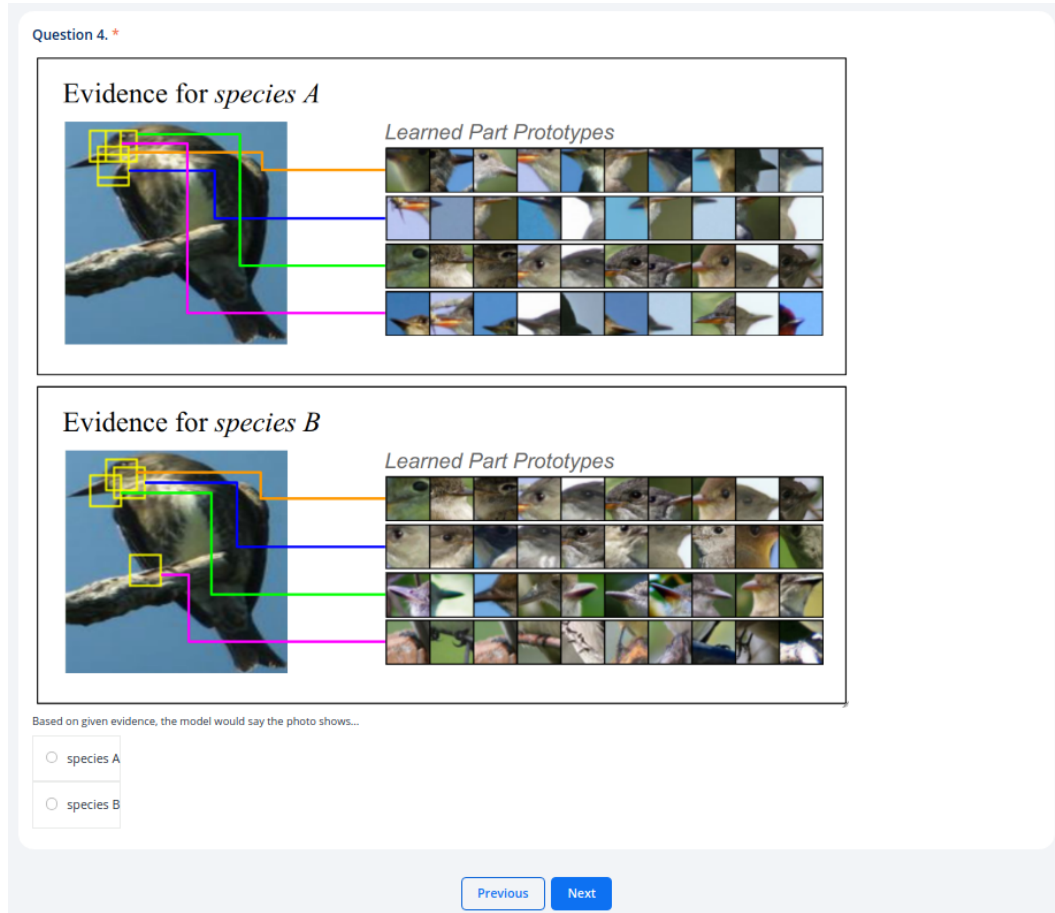 Question 4. *
Evidence for species A
Learned Part Prototypes
Evidence for species B
Learned Part Prototypes
Based on given evidence, the model would say the photo shows...
species A
species B
Previous
Next